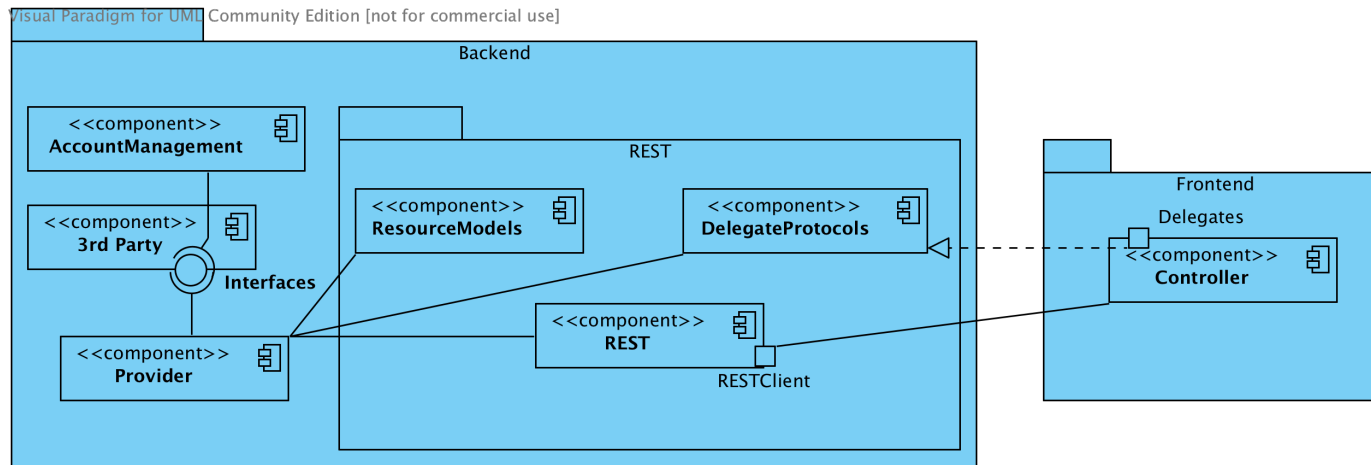 Visual Paradigm for UML Community Edition [not for commercial use]
Backend
<<component>>
AccountManagement
<<component>>
3rd Party
Interfaces
<<component>>
Provider
REST
<<component>>
ResourceModels
<<component>>
DelegateProtocols
<<component>>
REST
RESTClient
Frontend
Delegates
<<component>>
Controller